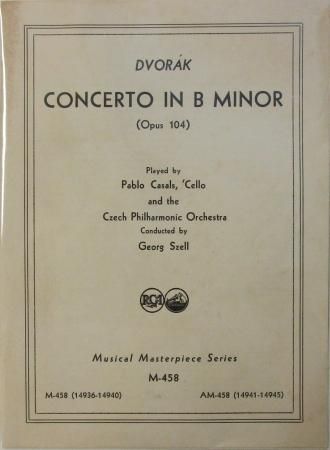 DVOŘÁK
CONCERTO IN B MINOR
(Opus 104)
Played by
Pablo Casals, 'Cello
and the
Czech Philharmonic Orchestra
Conducted by
Georg Szell
RCA
Musical Masterpiece Series
M-458
M-458 (14936-14940) AM-458 (14941-14945)